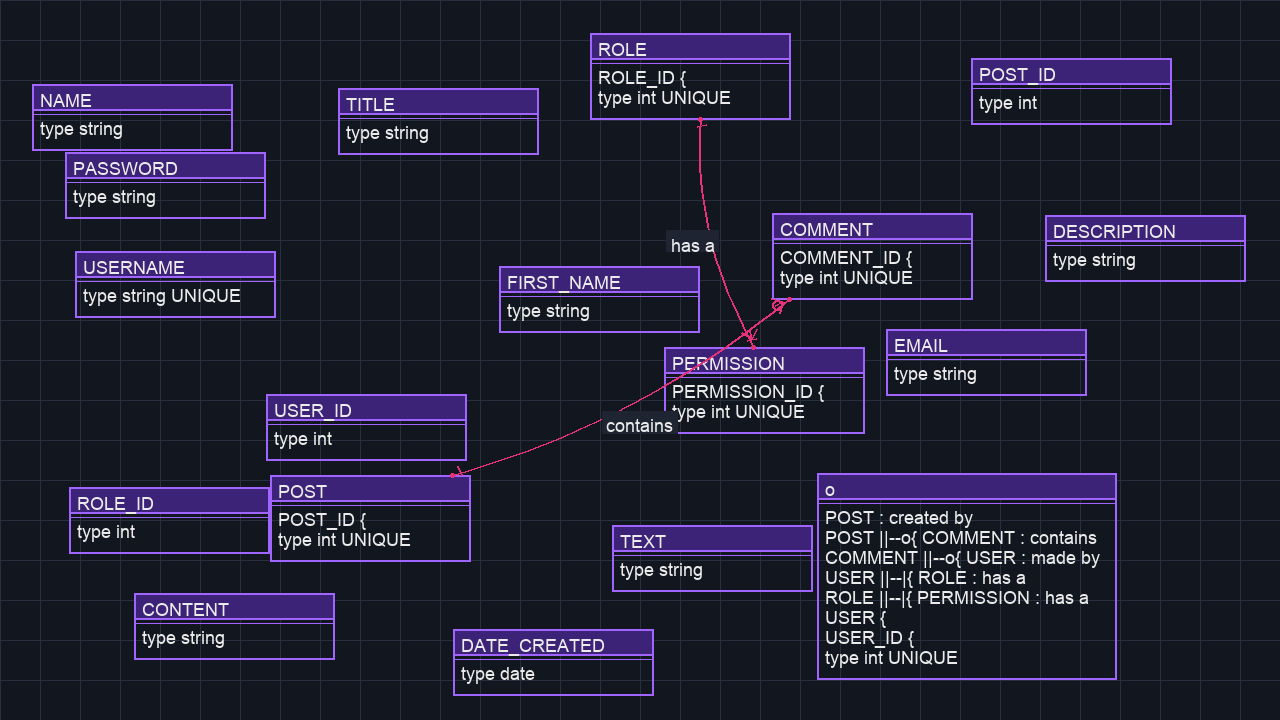 ROLE
ROLE_ID {
type int UNIQUE
POST_ID
type int
NAME
type string
TITLE
type string
PASSWORD
type string
has a
COMMENT
COMMENT_ID {
type int UNIQUE
DESCRIPTION
type string
USERNAME
type string UNIQUE
FIRST_NAME
type string
EMAIL
type string
PERMISSION
PERMISSION_ID {
type int UNIQUE
contains
USER_ID
type int
ROLE_ID
type int
POST
POST_ID {
type int UNIQUE
o
POST : created by
POST ||--o{ COMMENT : contains
COMMENT ||--o{ USER : made by
USER ||--|{ ROLE : has a
ROLE ||--|{ PERMISSION : has a
USER {
USER_ID {
type int UNIQUE
TEXT
type string
CONTENT
type string
DATE_CREATED
type date